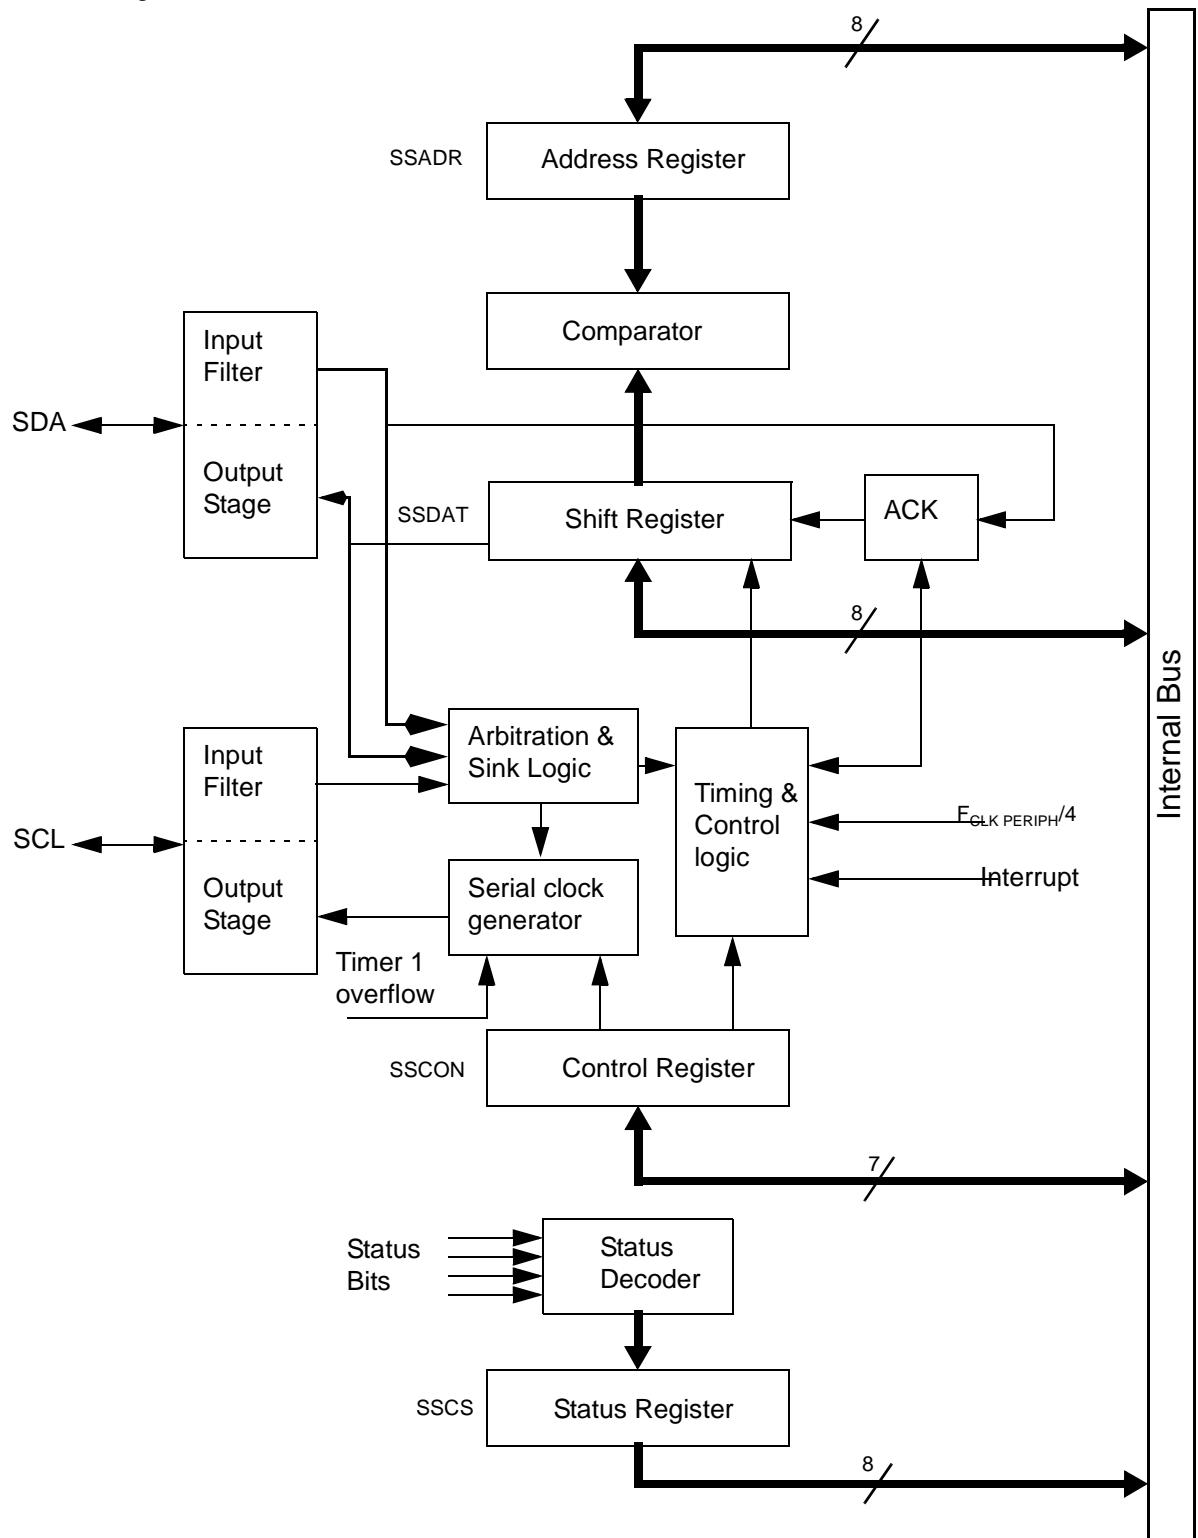 8
SSADR
Address Register
Comparator
Input
Filter
SDA
Output
Stage
SSDAT
Shift Register
ACK
8
Internal Bus
Arbitration &
Sink Logic
Input
Filter
Timing &
Control
logic
FCLK PERIPH/4
SCL
Interrupt
Output
Stage
Serial clock
generator
Timer 1
overflow
SSCON
Control Register
7
Status
Bits
Status
Decoder
SSCS
Status Register
8